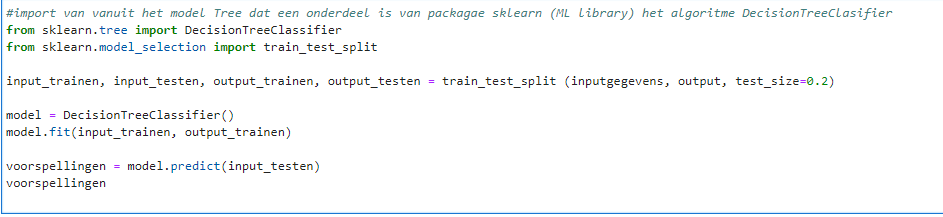 #import van vanuit het model Tree dat een onderdeel is van packagae sklearn (ML library) het algoritme DecisionTreeClasifier
from sklearn.tree import DecisionTreeClassifier
from sklearn.model_selection import train_test_split
input_trainen, input_testen, output_trainen, output_testen = train_test_split (inputgegevens, output, test_size=0.2)
model = DecisionTreeClassifier()
model.fit(input_trainen, output_trainen)
voorspellingen = model.predict(input_testen)
voorspellingen